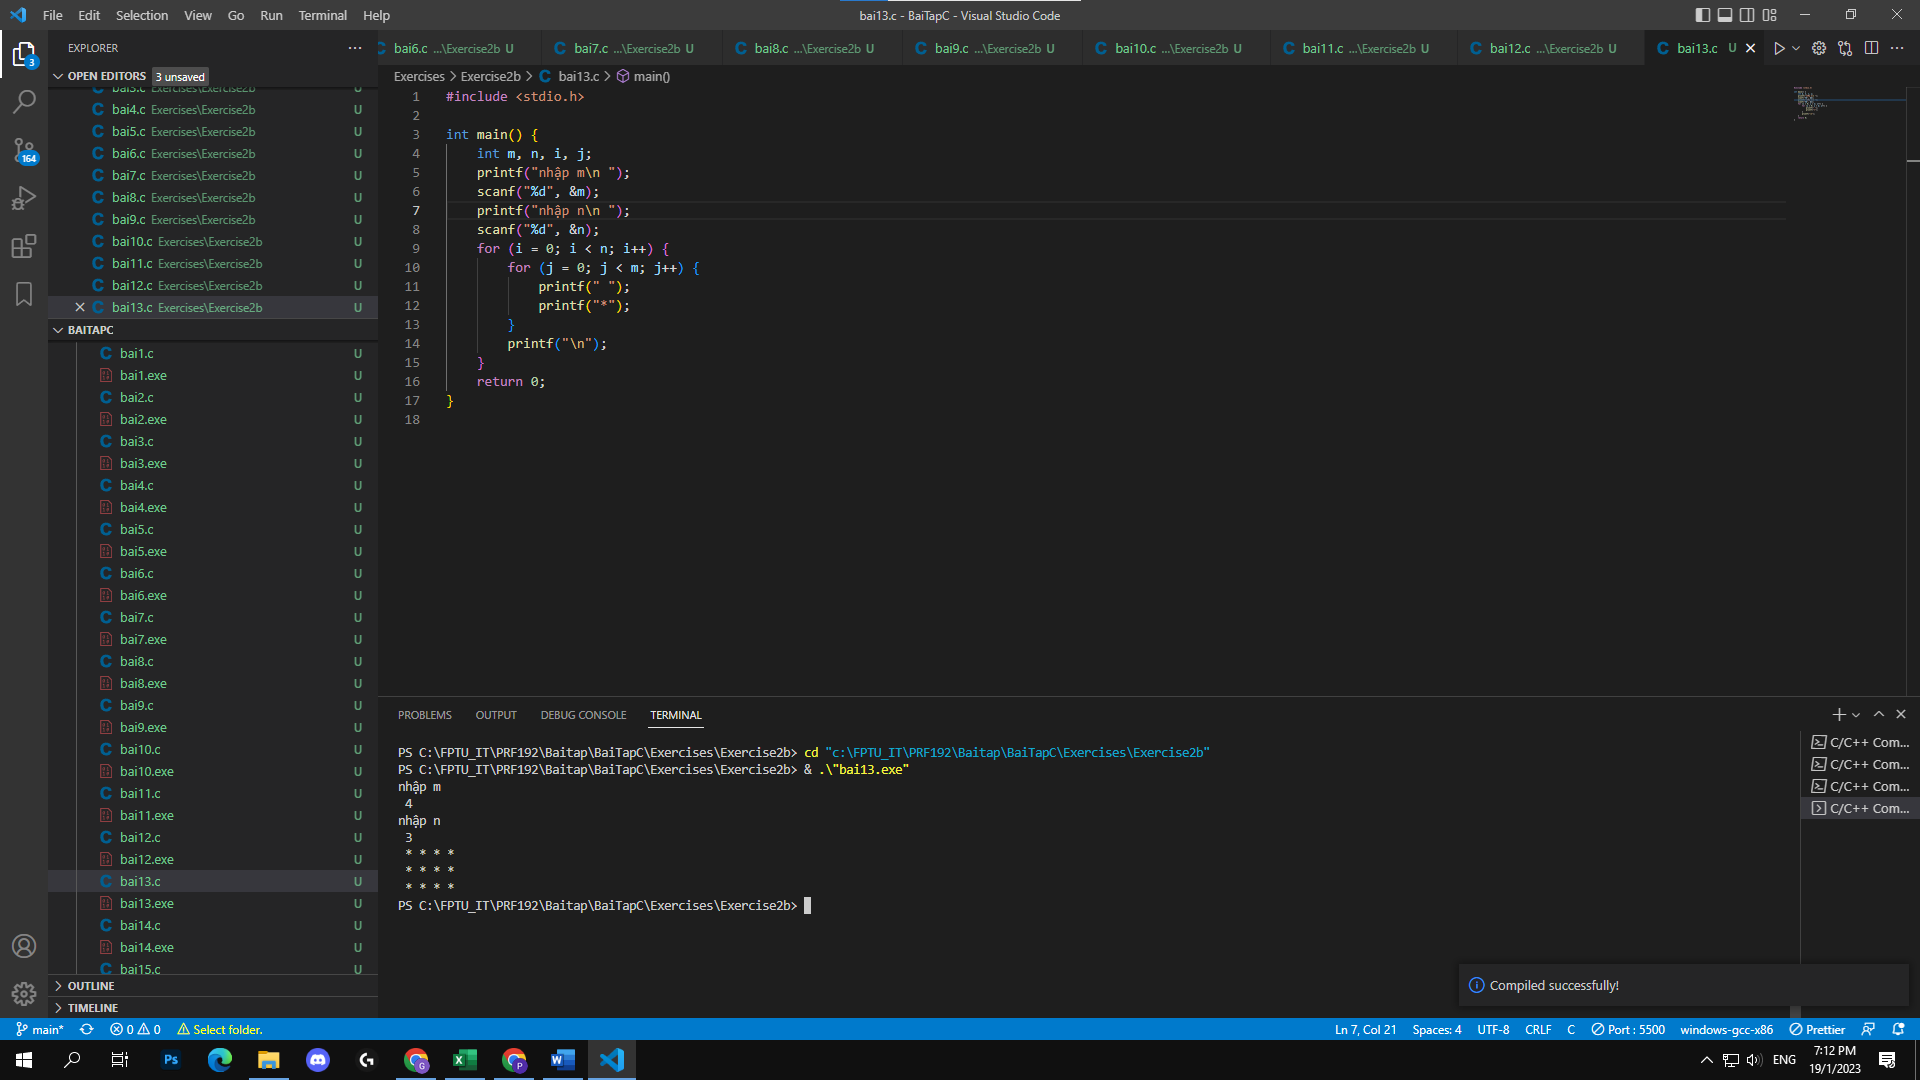 File Edit Selection View Go Run Terminal Help
bai13.c - BaiTapC - Visual Studio Code
EXPLORER
OPEN EDITORS 3 unsaved
bai3.c Exercises\Exercise2b U
bai4.c Exercises\Exercise2b U
bai5.c Exercises\Exercise2b U
bai6.c Exercises\Exercise2b U
bai7.c Exercises\Exercise2b U
bai8.c Exercises\Exercise2b U
bai9.c Exercises\Exercise2b U
bai10.c Exercises\Exercise2b U
bai11.c Exercises\Exercise2b U
bai12.c Exercises\Exercise2b U
bai13.c Exercises\Exercise2b U
BAITAPC
bai1.c U
bai1.exe U
bai2.c U
bai2.exe U
bai3.c U
bai3.exe U
bai4.c U
bai4.exe U
bai5.c U
bai5.exe U
bai6.c U
bai6.exe U
bai7.c U
bai7.exe U
bai8.c U
bai8.exe U
bai9.c U
bai9.exe U
bai10.c U
bai10.exe U
bai11.c U
bai11.exe U
bai12.c U
bai12.exe U
bai13.c U
bai13.exe U
bai14.c U
bai14.exe U
bai15.c U
OUTLINE
TIMELINE
3
164
bai6.c ...\Exercise2b U bai7.c ...\Exercise2b U bai8.c ...\Exercise2b U bai9.c ...\Exercise2b U bai10.c ...\Exercise2b U bai11.c ...\Exercise2b U bai12.c ...\Exercise2b U bai13.c U
Exercises > Exercise2b > bai13.c > main()
1 #include <stdio.h>
2
3 int main() {
4     int m, n, i, j;
5     printf("nhập m\n ");
6     scanf("%d", &m);
7     printf("nhập n\n ");
8     scanf("%d", &n);
9     for (i = 0; i < n; i++) {
10         for (j = 0; j < m; j++) {
11             printf(" ");
12             printf("*");
13         }
14         printf("\n");
15     }
16     return 0;
17 }
18
PROBLEMS OUTPUT DEBUG CONSOLE TERMINAL
PS C:\FPTU_IT\PRF192\Baitap\BaiTapC\Exercises\Exercise2b> cd "c:\FPTU_IT\PRF192\Baitap\BaiTapC\Exercises\Exercise2b"
PS C:\FPTU_IT\PRF192\Baitap\BaiTapC\Exercises\Exercise2b> & .\"bai13.exe"
nhập m
 4
nhập n
 3
 * * * *
 * * * *
 * * * *
PS C:\FPTU_IT\PRF192\Baitap\BaiTapC\Exercises\Exercise2b>
C/C++ Com...
C/C++ Com...
C/C++ Com...
C/C++ Com...
Compiled successfully!
main* 0 0 Select folder. Ln 7, Col 21 Spaces: 4 UTF-8 CRLF C Port : 5500 windows-gcc-x86 Prettier
Ps G P ENG
7:12 PM
19/1/2023